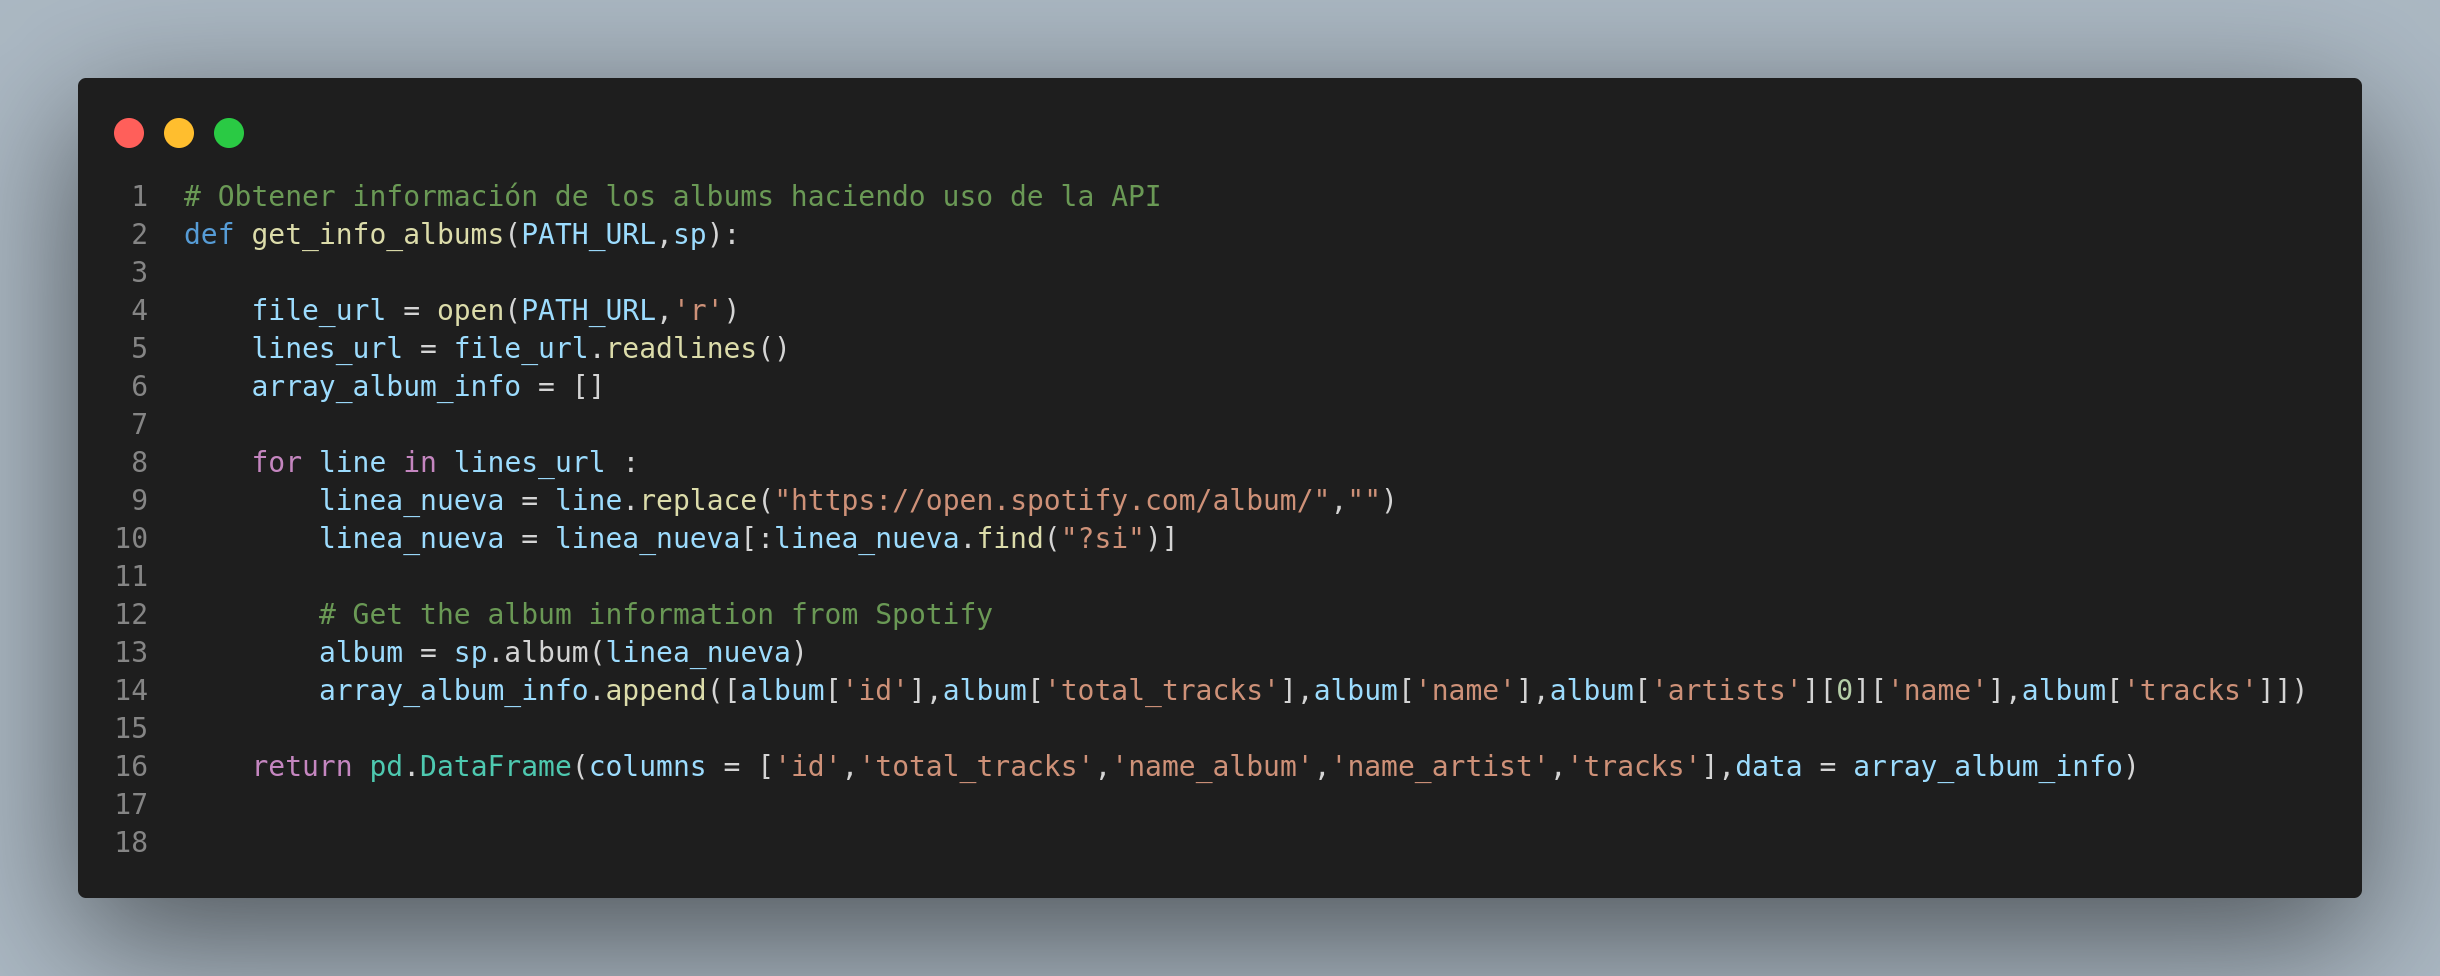 1 # Obtener información de los albums haciendo uso de la API
2 def get_info_albums(PATH_URL,sp):
3
4     file_url = open(PATH_URL,'r')
5     lines_url = file_url.readlines()
6     array_album_info = []
7
8     for line in lines_url :
9         linea_nueva = line.replace("https://open.spotify.com/album/","")
10         linea_nueva = linea_nueva[:linea_nueva.find("?si")]
11
12         # Get the album information from Spotify
13         album = sp.album(linea_nueva)
14         array_album_info.append([album['id'],album['total_tracks'],album['name'],album['artists'][0]['name'],album['tracks']])
15
16     return pd.DataFrame(columns = ['id','total_tracks','name_album','name_artist','tracks'],data = array_album_info)
17
18